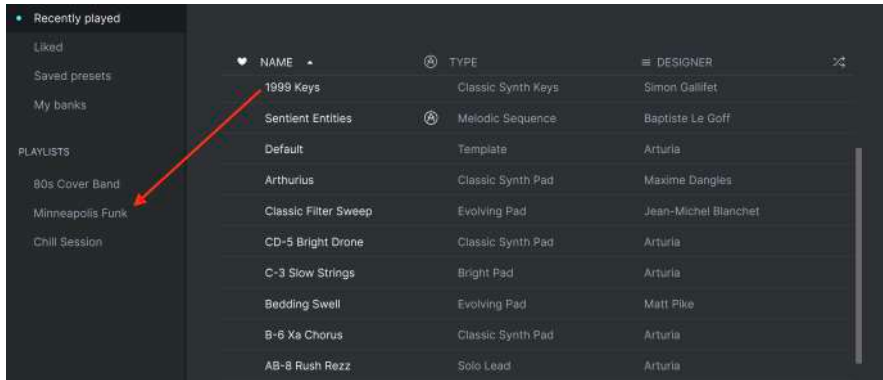 Recently played
Liked
Saved presets
My banks
PLAYLISTS
80s Cover Band
Minneapolis Funk
Chill Session
NAME TYPE DESIGNER
1999 Keys Classic Synth Keys Simon Gallifet
Sentient Entities Melodic Sequence Baptiste Le Goff
Default Template Arturia
Arthurius Classic Synth Pad Maxime Dangles
Classic Filter Sweep Evolving Pad Jean-Michel Blanchet
CD-5 Bright Drone Classic Synth Pad Arturia
C-3 Slow Strings Bright Pad Arturia
Bedding Swell Evolving Pad Matt Pike
B-6 Xa Chorus Classic Synth Pad Arturia
AB-8 Rush Rezz Solo Lead Arturia